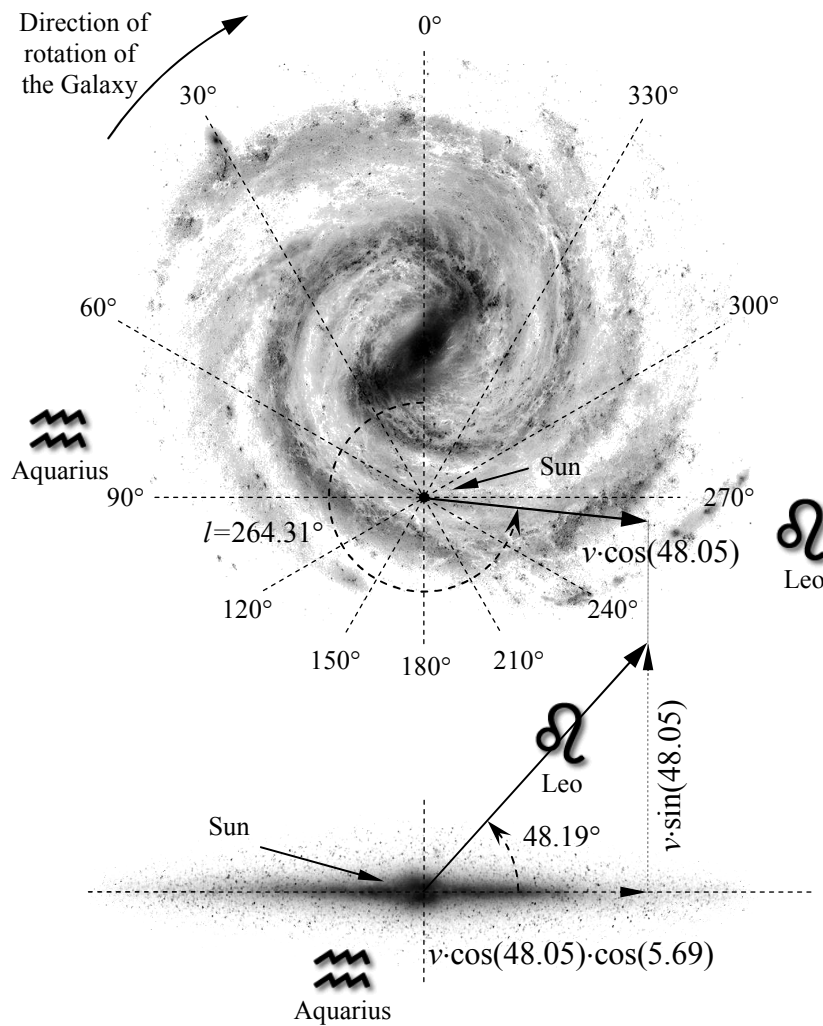 Direction of
rotation of
the Galaxy
0°
30°
330°
60°
300°
Aquarius
Sun
90°
270°
l=264.31°
v·cos(48.05)
Leo
120°
240°
150°
210°
180°
Leo
v·sin(48.05)
Sun
48.19°
v·cos(48.05)·cos(5.69)
Aquarius